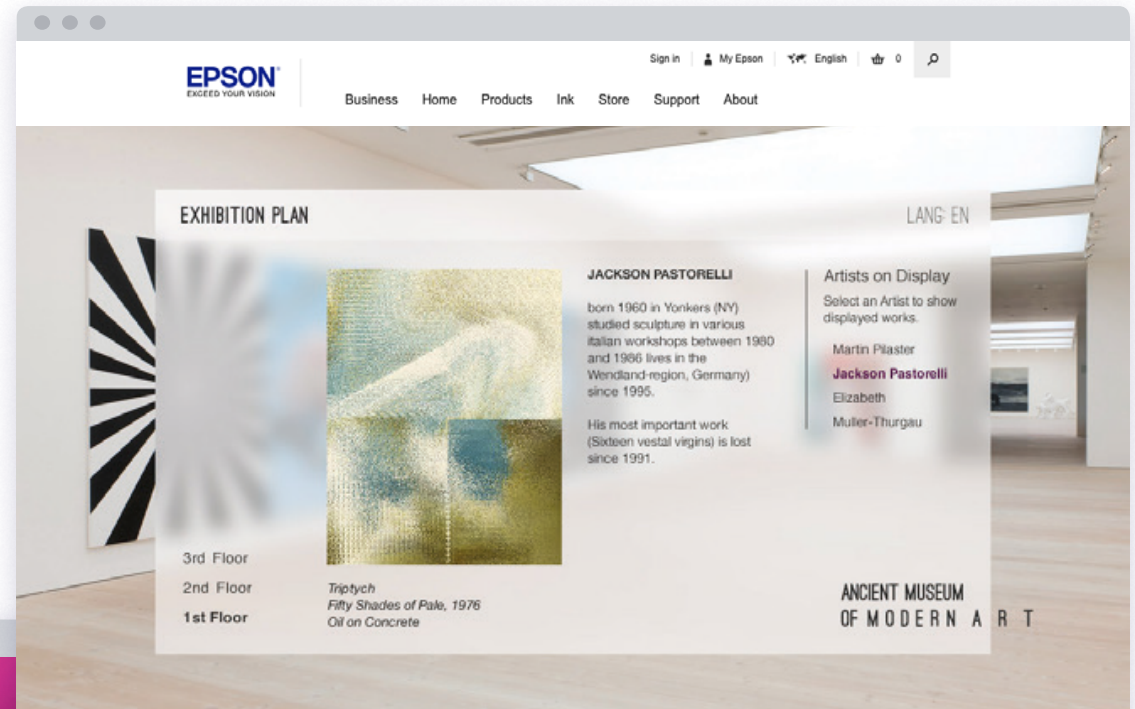 Sign in
My Epson
English
0
EPSON
EXCEED YOUR VISION
Business
Home
Products
Ink
Store
Support
About
EXHIBITION PLAN
LANG: EN
JACKSON PASTORELLI
born 1960 in Yonkers (NY)
studied sculpture in various
italian workshops between 1980
and 1986 lives in the
Wendland-region, Germany)
since 1995.
His most important work
(Sixteen vestal virgins) is lost
since 1991.
Artists on Display
Select an Artist to show
displayed works.
Martin Pilaster
Jackson Pastorelli
Elizabeth
Muller-Thurgau
3rd Floor
2nd Floor
1st Floor
Triptych
Fifty Shades of Pale, 1976
Oil on Concrete
ANCIENT MUSEUM
OF MODERN ART